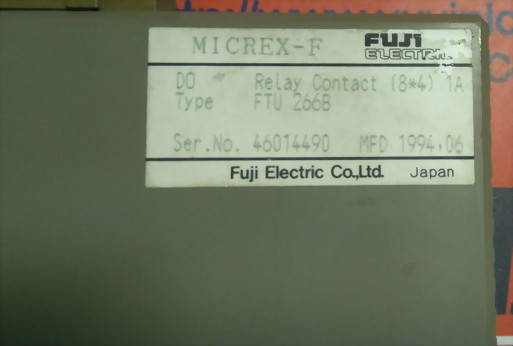 MICREX-F FUJI ELECTRIC
DO Relay Contact (8*4) 1A
Type FTU 266B
Ser.No. 46014490 MFD 1994,06
Fuji Electric Co.,Ltd. Japan